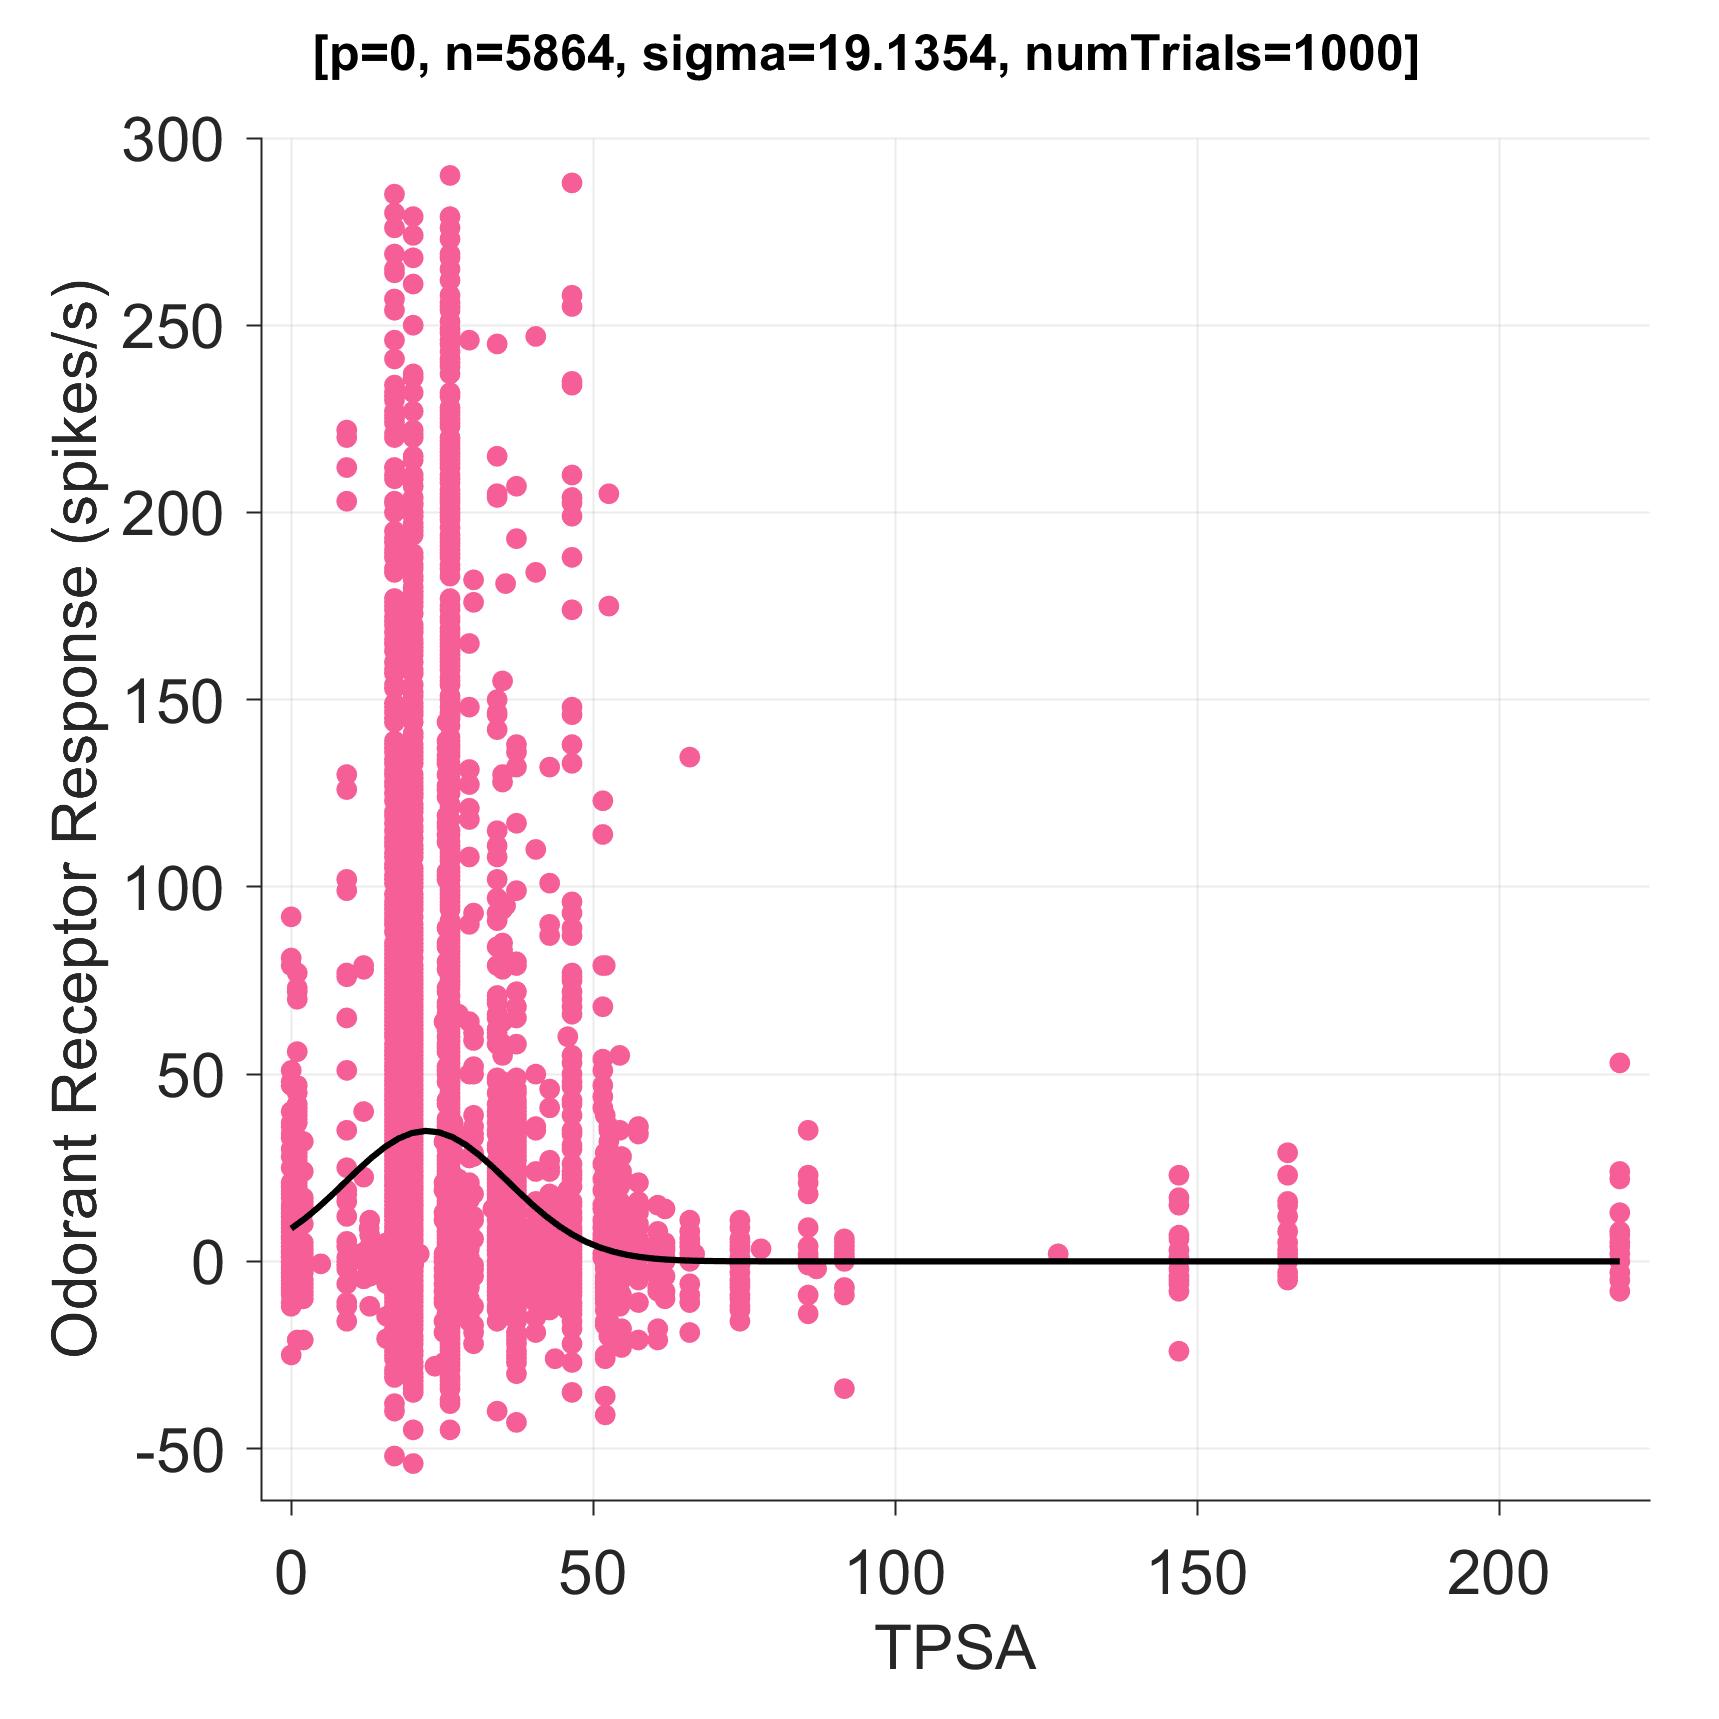 [p=0, n=5864, sigma=19.1354, numTrials=1000]
300
250
200
150
100
50
0
-50
Odorant Receptor Response (spikes/s)
0 50 100 150 200
TPSA